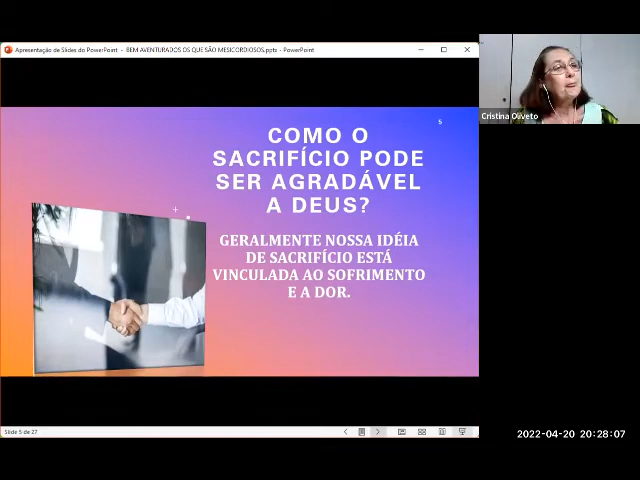 Apresentação de Slides do PowerPoint - BEM AVENTURADOS OS QUE SÃO MESICORDIOSOS.pptx - PowerPoint
5
COMO O
SACRIFÍCIO PODE
SER AGRADÁVEL
A DEUS?
GERALMENTE NOSSA IDÉIA
DE SACRIFÍCIO ESTÁ
VINCULADA AO SOFRIMENTO
E A DOR.
Cristina Oliveto
Slide 5 de 27
2022-04-20 20:28:07